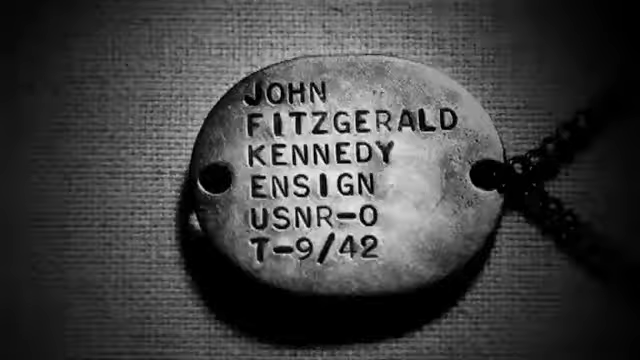 JOHN
FITZGERALD
KENNEDY
ENSIGN
USNR-O
T-9/42